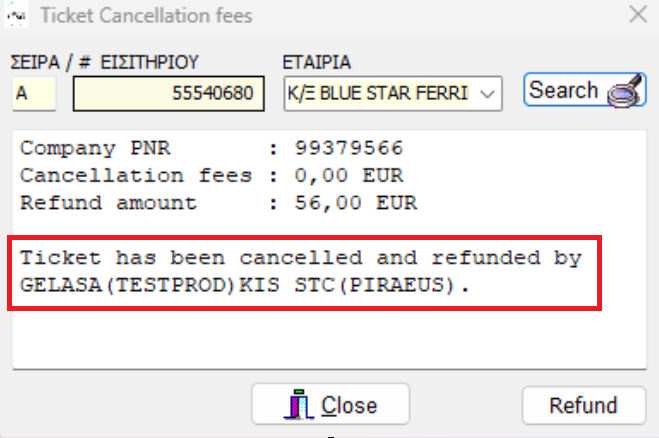 Ticket Cancellation fees
ΣΕΙΡΑ / # ΕΙΣΙΤΗΡΙΟΥ
ΕΤΑΙΡΙΑ
A
55540680
Κ/Ξ BLUE STAR FERRI
Search
Company PNR : 99379566
Cancellation fees : 0,00 EUR
Refund amount : 56,00 EUR
Ticket has been cancelled and refunded by
GELASA(TESTPROD)KIS STC(PIRAEUS).
Close
Refund